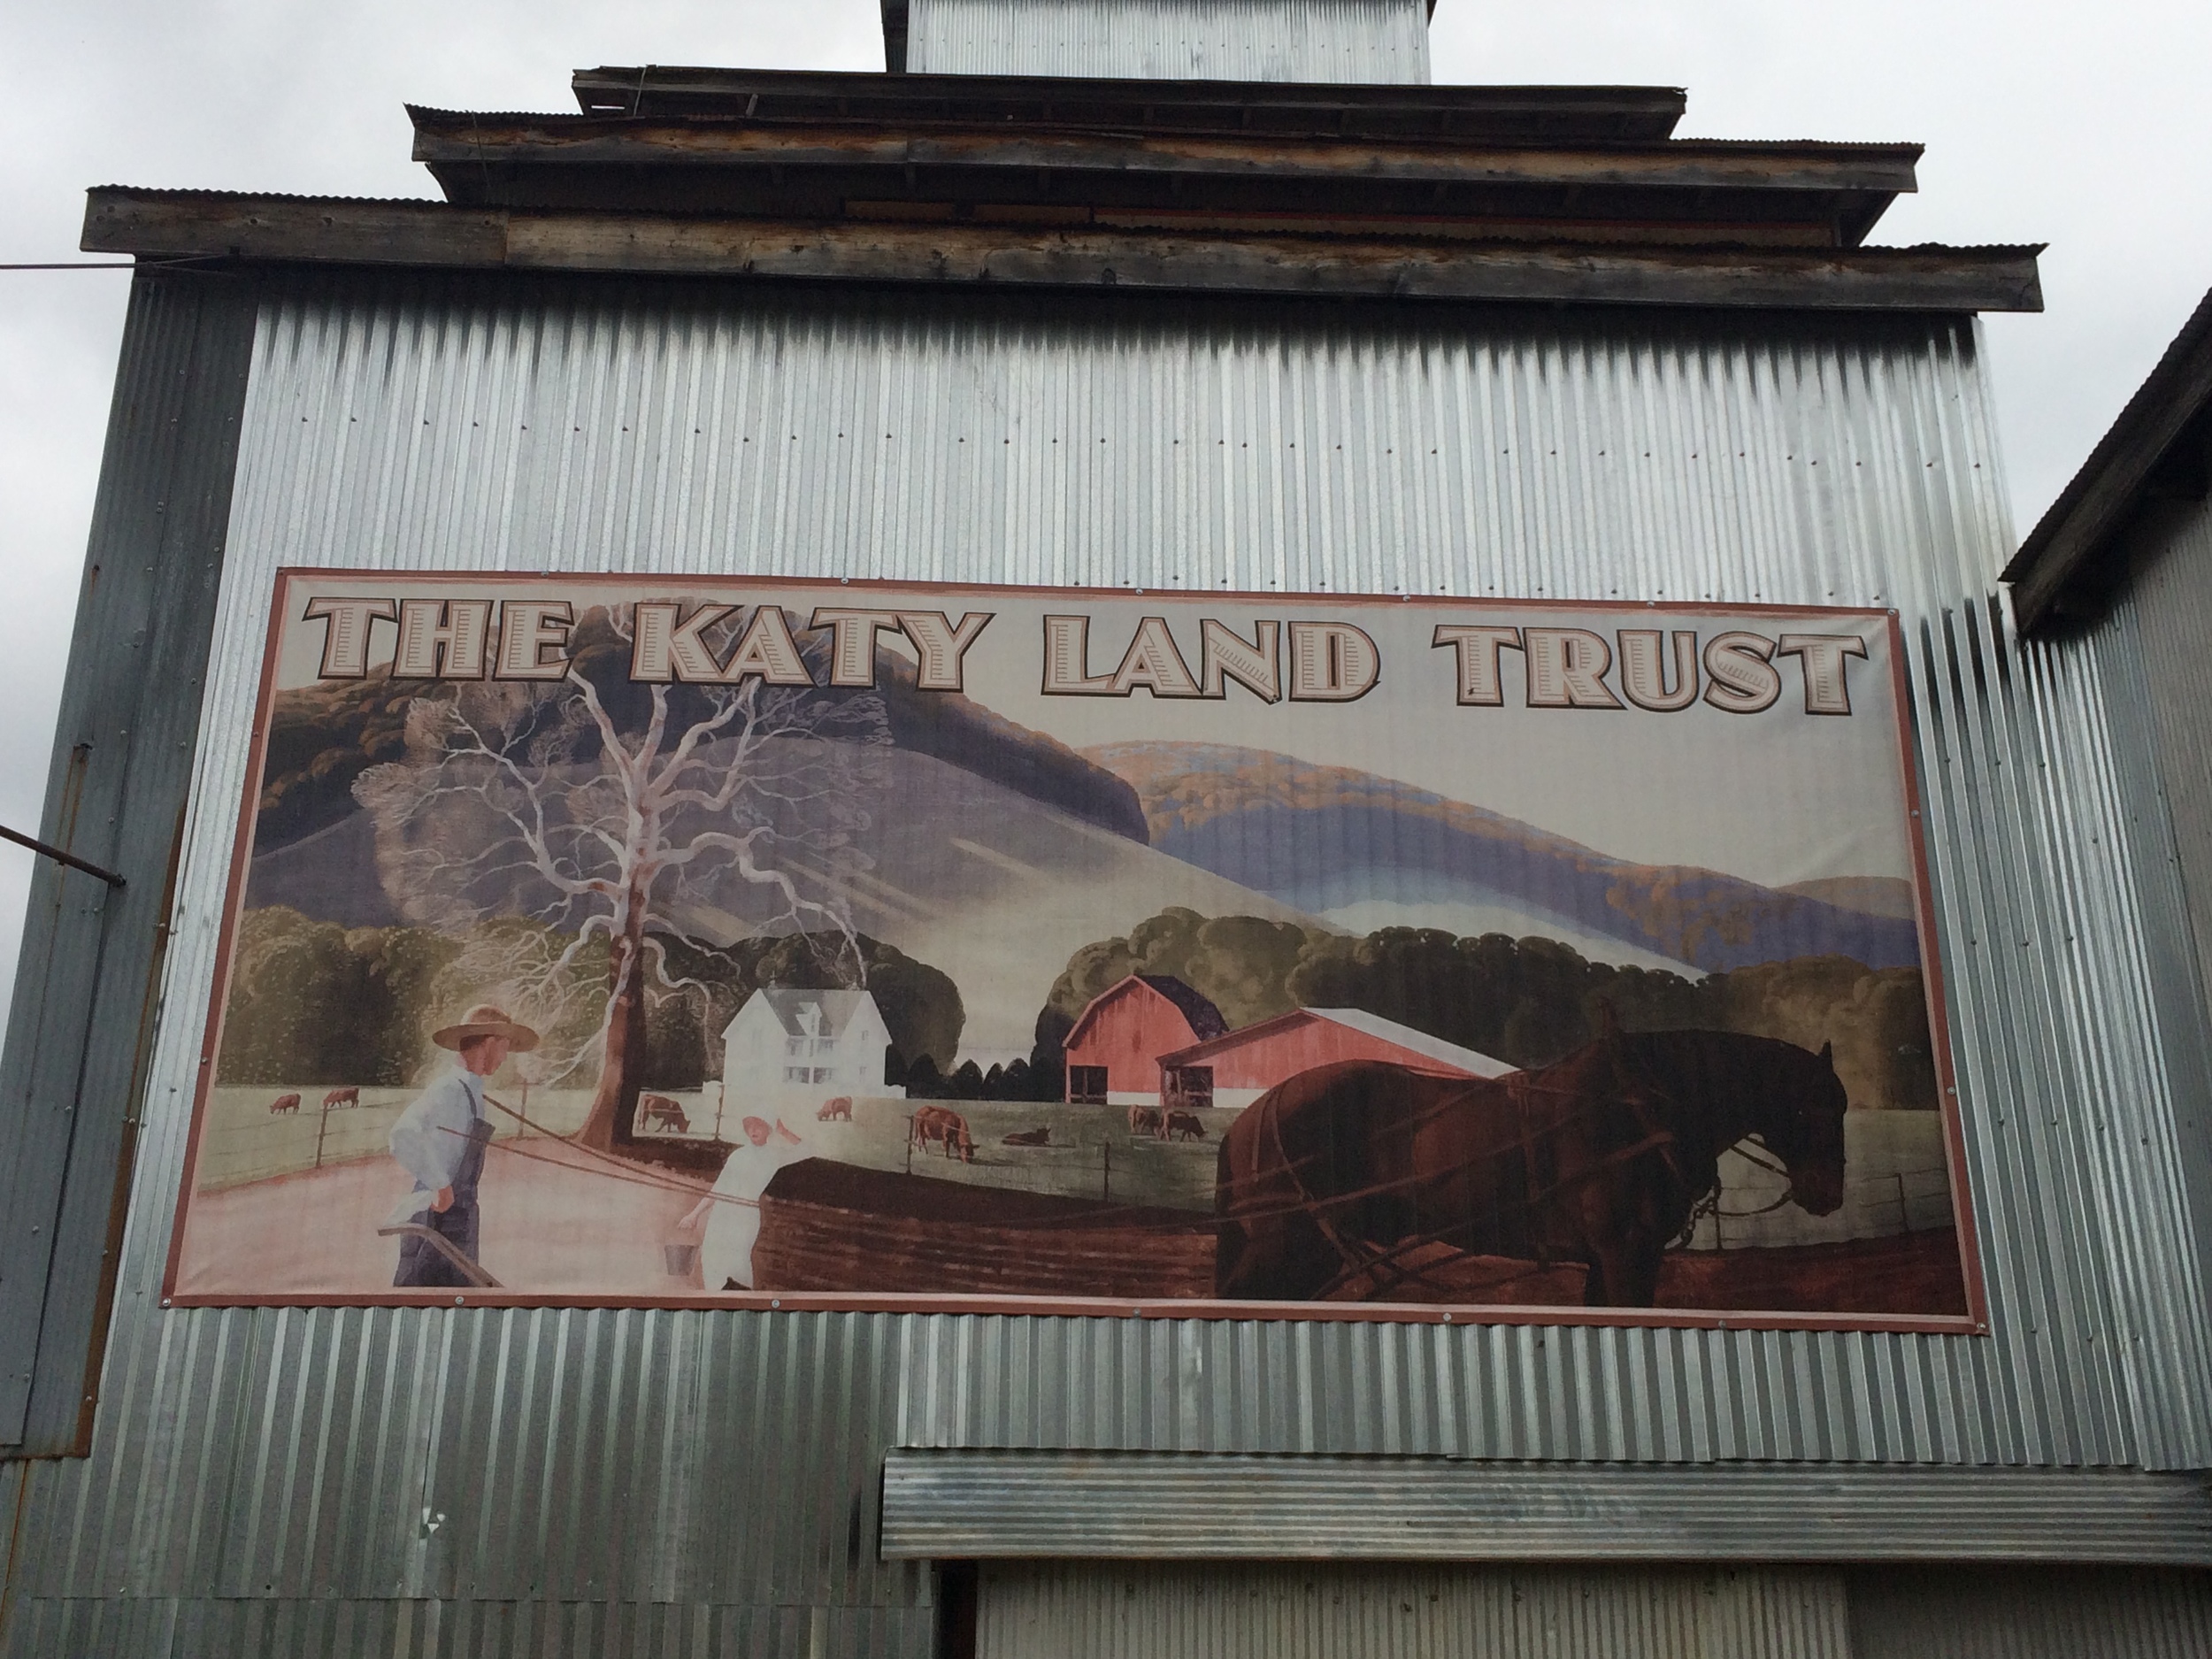 THE KATY LAND TRUST